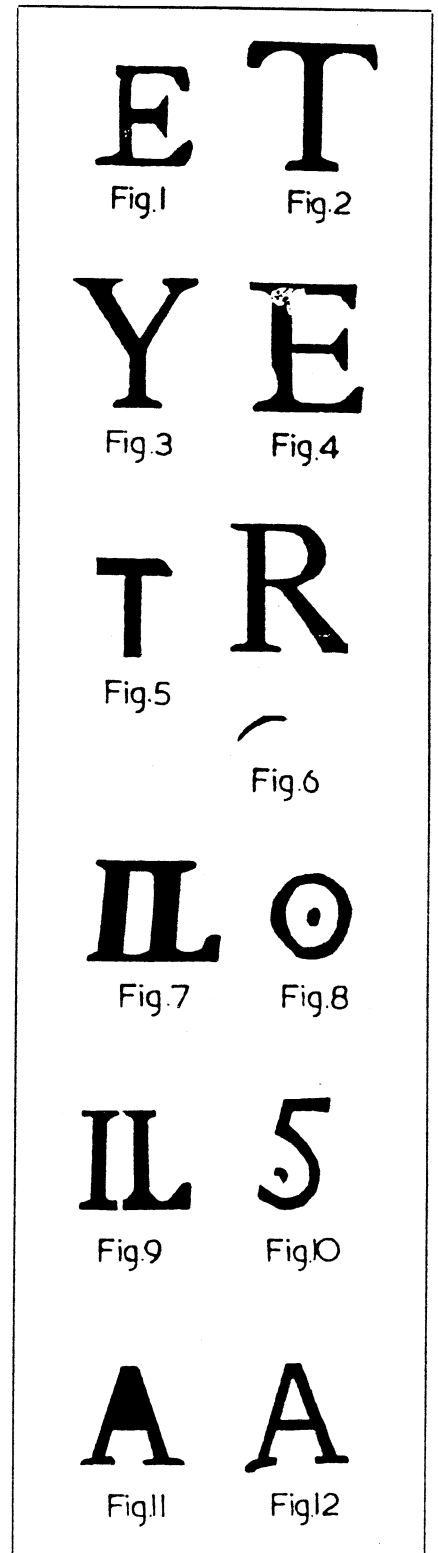 E T
Fig.1 Fig.2
Y E
Fig.3 Fig.4
T R
Fig.5
Fig.6
IL O
Fig.7 Fig.8
IL 5
Fig.9 Fig.10
A A
Fig.11 Fig.12